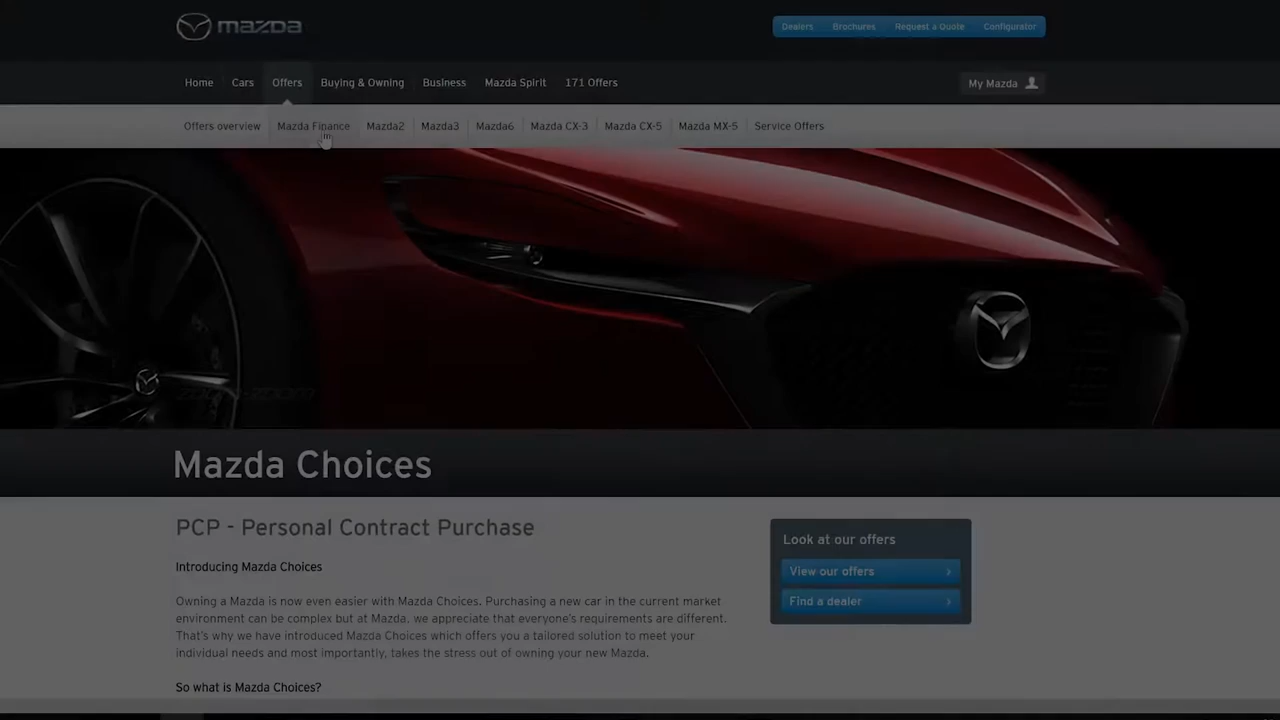 mazda
Dealers Brochures Request a Quote Configurator
Home Cars Offers Buying & Owning Business Mazda Spirit 171 Offers My Mazda
Offers overview Mazda Finance Mazda2 Mazda3 Mazda6 Mazda CX-3 Mazda CX-5 Mazda MX-5 Service Offers
zoom-zoom
Mazda Choices
PCP - Personal Contract Purchase
Introducing Mazda Choices
Owning a Mazda is now even easier with Mazda Choices. Purchasing a new car in the current market
environment can be complex but at Mazda, we appreciate that everyone's requirements are different.
That's why we have introduced Mazda Choices which offers you a tailored solution to meet your
individual needs and most importantly, takes the stress out of owning your new Mazda.
So what is Mazda Choices?
Look at our offers
View our offers
Find a dealer